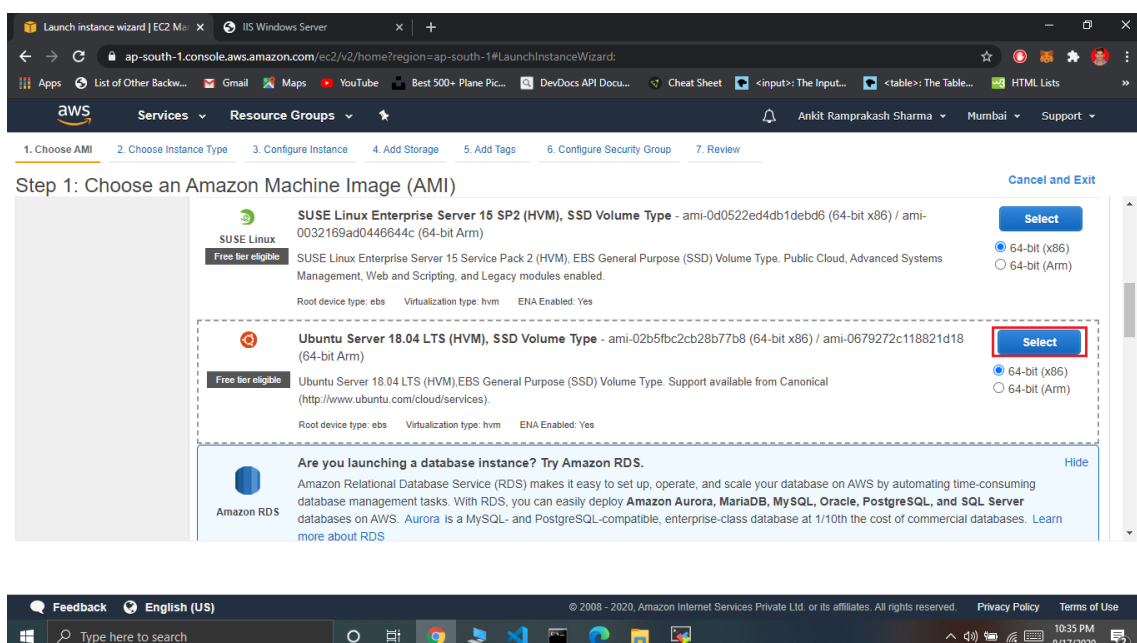 Launch instance wizard | EC2 Mar
IIS Windows Server
ap-south-1.console.aws.amazon.com/ec2/v2/home?region=ap-south-1#LaunchInstanceWizard:
Apps List of Other Backw... Gmail Maps YouTube Best 500+ Plane Pic... DevDocs API Docu... Cheat Sheet <input>: The Input... <table>: The Table... HTML Lists »
aws Services Resource Groups Ankit Ramprakash Sharma Mumbai Support
1. Choose AMI 2. Choose Instance Type 3. Configure Instance 4. Add Storage 5. Add Tags 6. Configure Security Group 7. Review
Step 1: Choose an Amazon Machine Image (AMI)
Cancel and Exit
SUSE Linux
Free tier eligible
SUSE Linux Enterprise Server 15 SP2 (HVM), SSD Volume Type - ami-0d0522ed4db1debd6 (64-bit x86) / ami-
0032169ad0446644c (64-bit Arm)
SUSE Linux Enterprise Server 15 Service Pack 2 (HVM), EBS General Purpose (SSD) Volume Type. Public Cloud, Advanced Systems
Management, Web and Scripting, and Legacy modules enabled.
Root device type: ebs Virtualization type: hvm ENA Enabled: Yes
Select
64-bit (x86)
64-bit (Arm)
Free tier eligible
Ubuntu Server 18.04 LTS (HVM), SSD Volume Type - ami-02b5fbc2cb28b77b8 (64-bit x86) / ami-0679272c118821d18
(64-bit Arm)
Ubuntu Server 18.04 LTS (HVM),EBS General Purpose (SSD) Volume Type. Support available from Canonical
(http://www.ubuntu.com/cloud/services).
Root device type: ebs Virtualization type: hvm ENA Enabled: Yes
Select
64-bit (x86)
64-bit (Arm)
Amazon RDS
Are you launching a database instance? Try Amazon RDS.
Hide
Amazon Relational Database Service (RDS) makes it easy to set up, operate, and scale your database on AWS by automating time-consuming
database management tasks. With RDS, you can easily deploy Amazon Aurora, MariaDB, MySQL, Oracle, PostgreSQL, and SQL Server
databases on AWS. Aurora is a MySQL- and PostgreSQL-compatible, enterprise-class database at 1/10th the cost of commercial databases. Learn
more about RDS
Feedback English (US) © 2008 - 2020, Amazon Internet Services Private Ltd. or its affiliates. All rights reserved. Privacy Policy Terms of Use
Type here to search
10:35 PM
8/17/2020